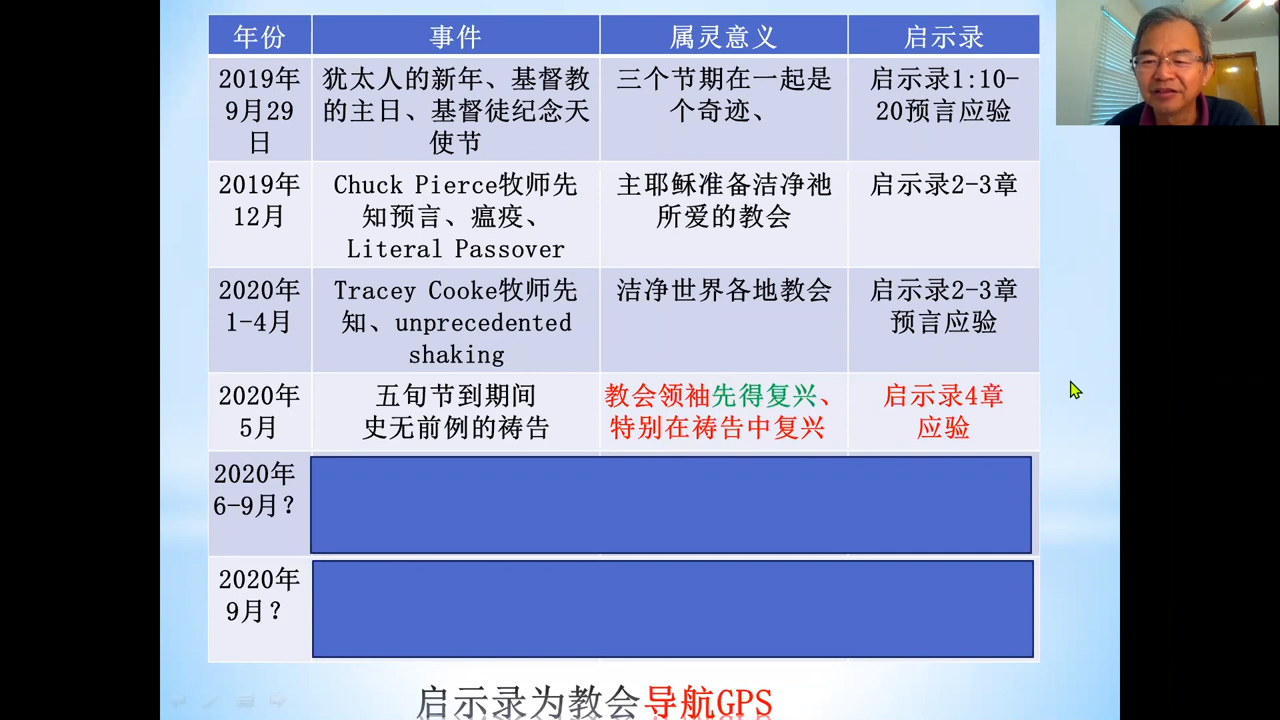 年份 事件 属灵意义 启示录
2019年 犹太人的新年、基督教 三个节期在一起是 启示录1:10-
9月29 的主日、基督徒纪念天 个奇迹、 20预言应验
日 使节
2019年 Chuck Pierce牧师先 主耶稣准备洁净祂 启示录2-3章
12月 知预言、瘟疫、 所爱的教会
Literal Passover
2020年 Tracey Cooke牧师先 洁净世界各地教会 启示录2-3章
1-4月 知、unprecedented 预言应验
shaking
2020年 五旬节到期间 教会领袖先得复兴、 启示录4章
5月 史无前例的祷告 特别在祷告中复兴 应验
2020年
6-9月?
2020年
9月?
启示录为教会导航GPS